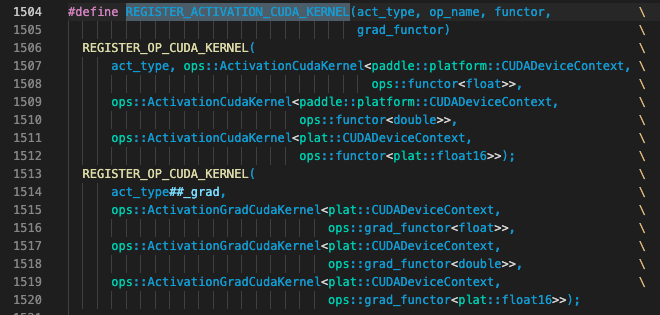 1504 #define REGISTER_ACTIVATION_CUDA_KERNEL(act_type, op_name, functor, \
1505 grad_functor) \
1506 REGISTER_OP_CUDA_KERNEL( \
1507 act_type, ops::ActivationCudaKernel<paddle::platform::CUDADeviceContext, \
1508 ops::functor<float>>, \
1509 ops::ActivationCudaKernel<paddle::platform::CUDADeviceContext, \
1510 ops::functor<double>>, \
1511 ops::ActivationCudaKernel<plat::CUDADeviceContext, \
1512 ops::functor<plat::float16>>); \
1513 REGISTER_OP_CUDA_KERNEL( \
1514 act_type##_grad, \
1515 ops::ActivationGradCudaKernel<plat::CUDADeviceContext, \
1516 ops::grad_functor<float>>, \
1517 ops::ActivationGradCudaKernel<plat::CUDADeviceContext, \
1518 ops::grad_functor<double>>, \
1519 ops::ActivationGradCudaKernel<plat::CUDADeviceContext, \
1520 ops::grad_functor<plat::float16>>);